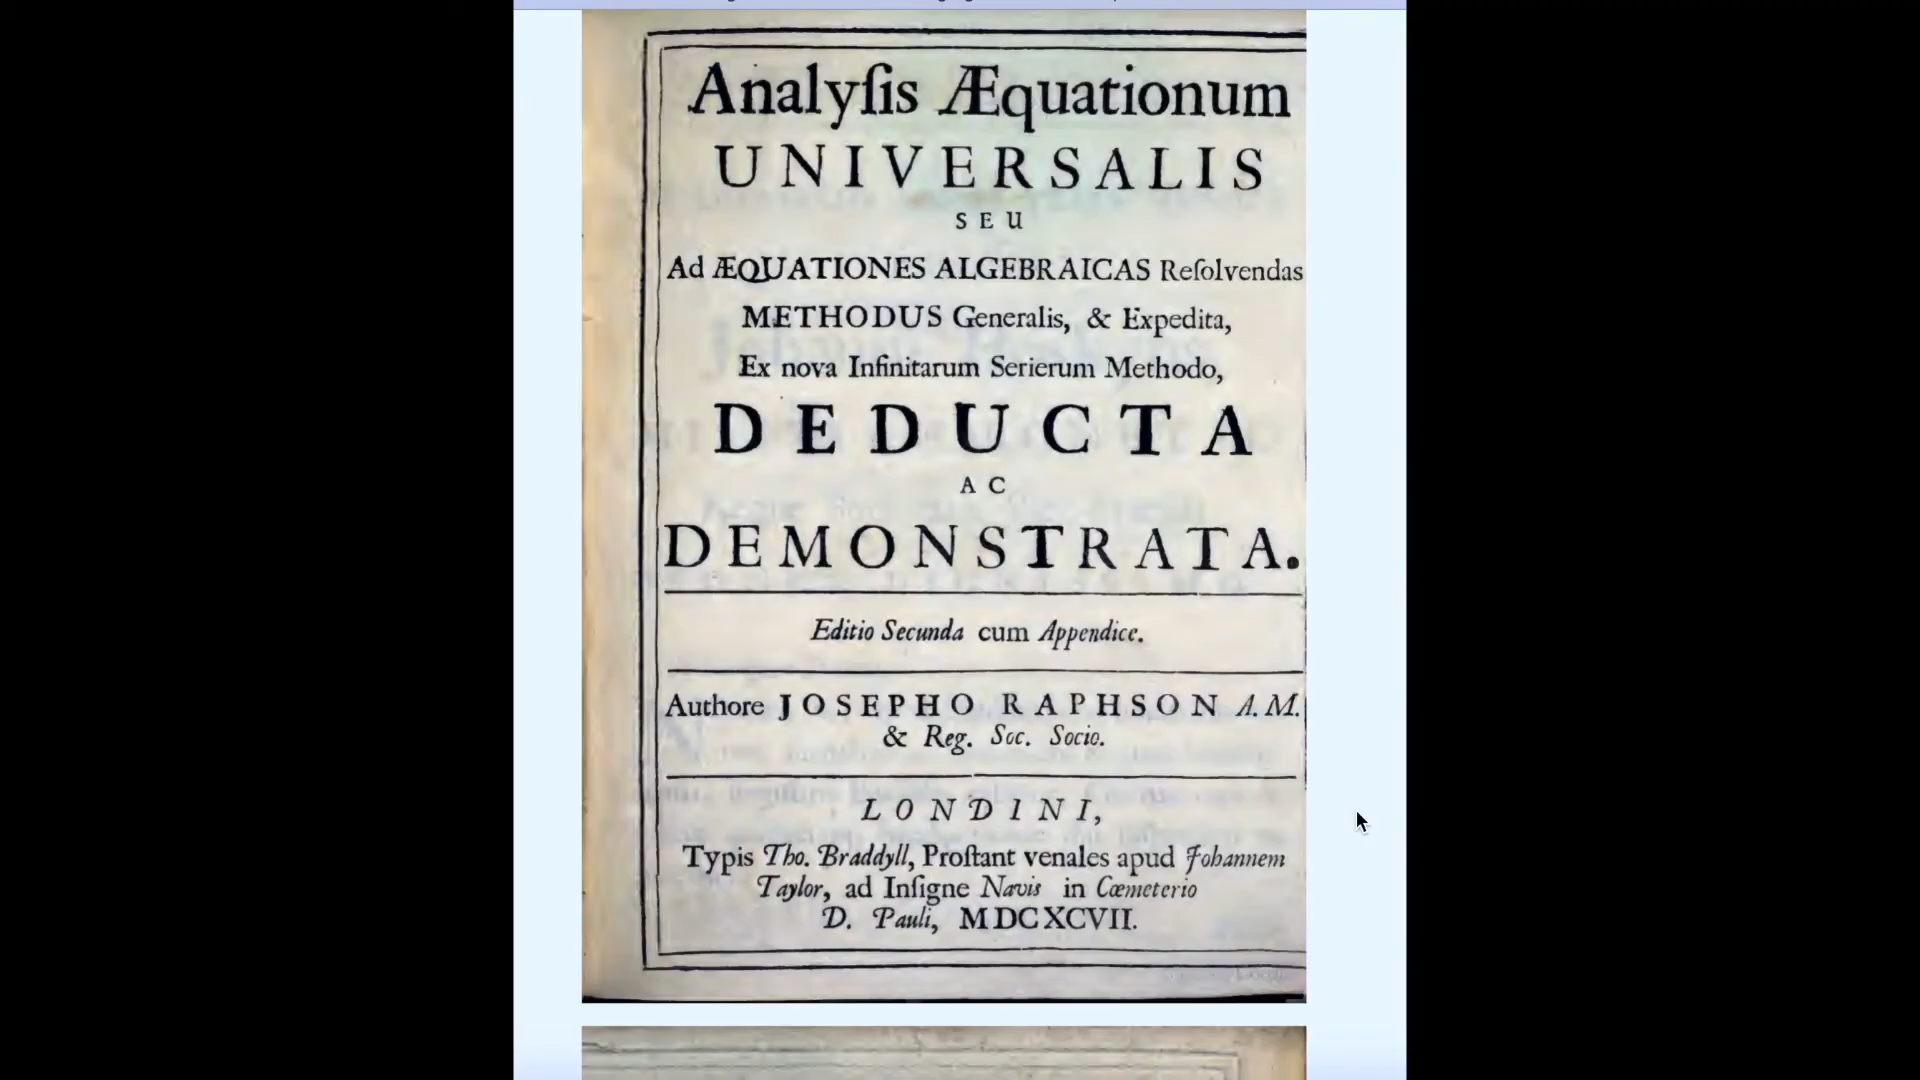 Analyſis Æquationum
UNIVERSALIS
SEU
Ad ÆQUATIONES ALGEBRAICAS Reſolvendas
METHODUS Generalis, & Expedita,
Ex nova Infinitarum Serierum Methodo,
DEDUCTA
AC
DEMONSTRATA.
Editio Secunda cum Appendice.
Authore JOSEPHO RAPHSON A.M.
& Reg. Soc. Socio.
LONDINI,
Typis Tho. Braddyll, Proſtant venales apud Johannem
Taylor, ad Inſigne Navis in Cœmeterio
D. Pauli, MDCXCVII.